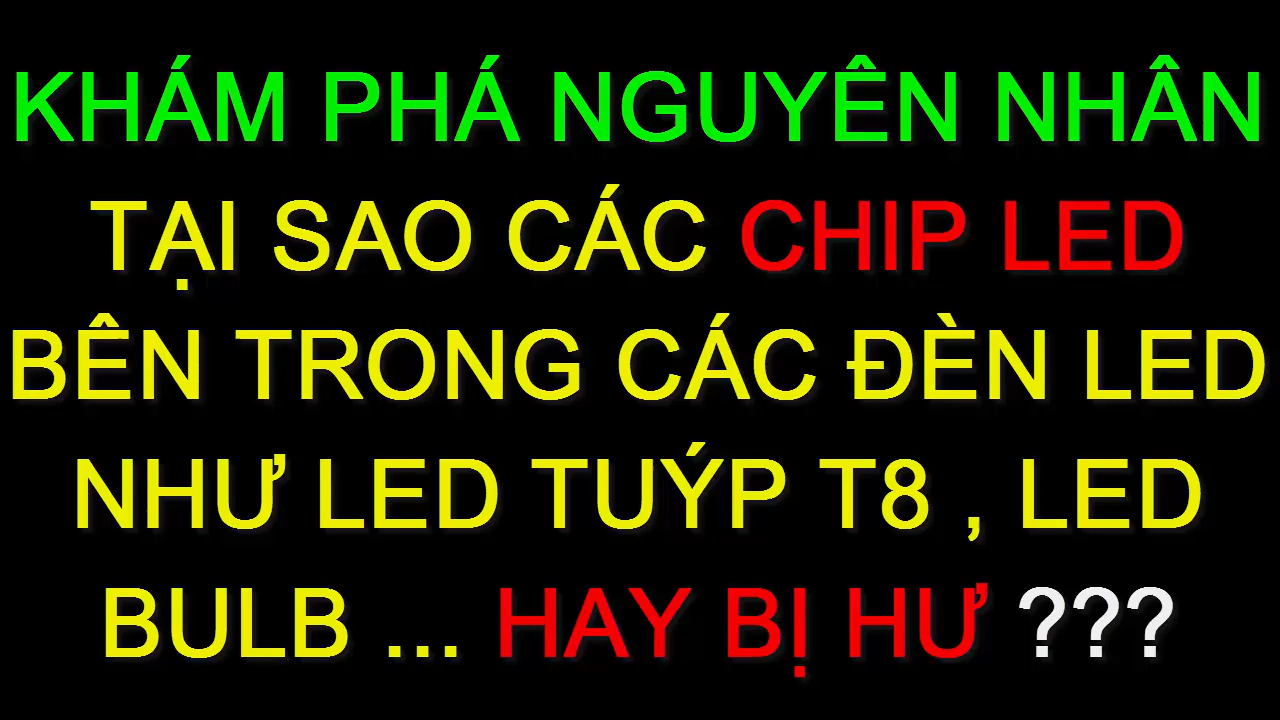 KHÁM PHÁ NGUYÊN NHÂN
TẠI SAO CÁC CHIP LED
BÊN TRONG CÁC ĐÈN LED
NHƯ LED TUÝP T8 , LED
BULB ... HAY BỊ HƯ ???